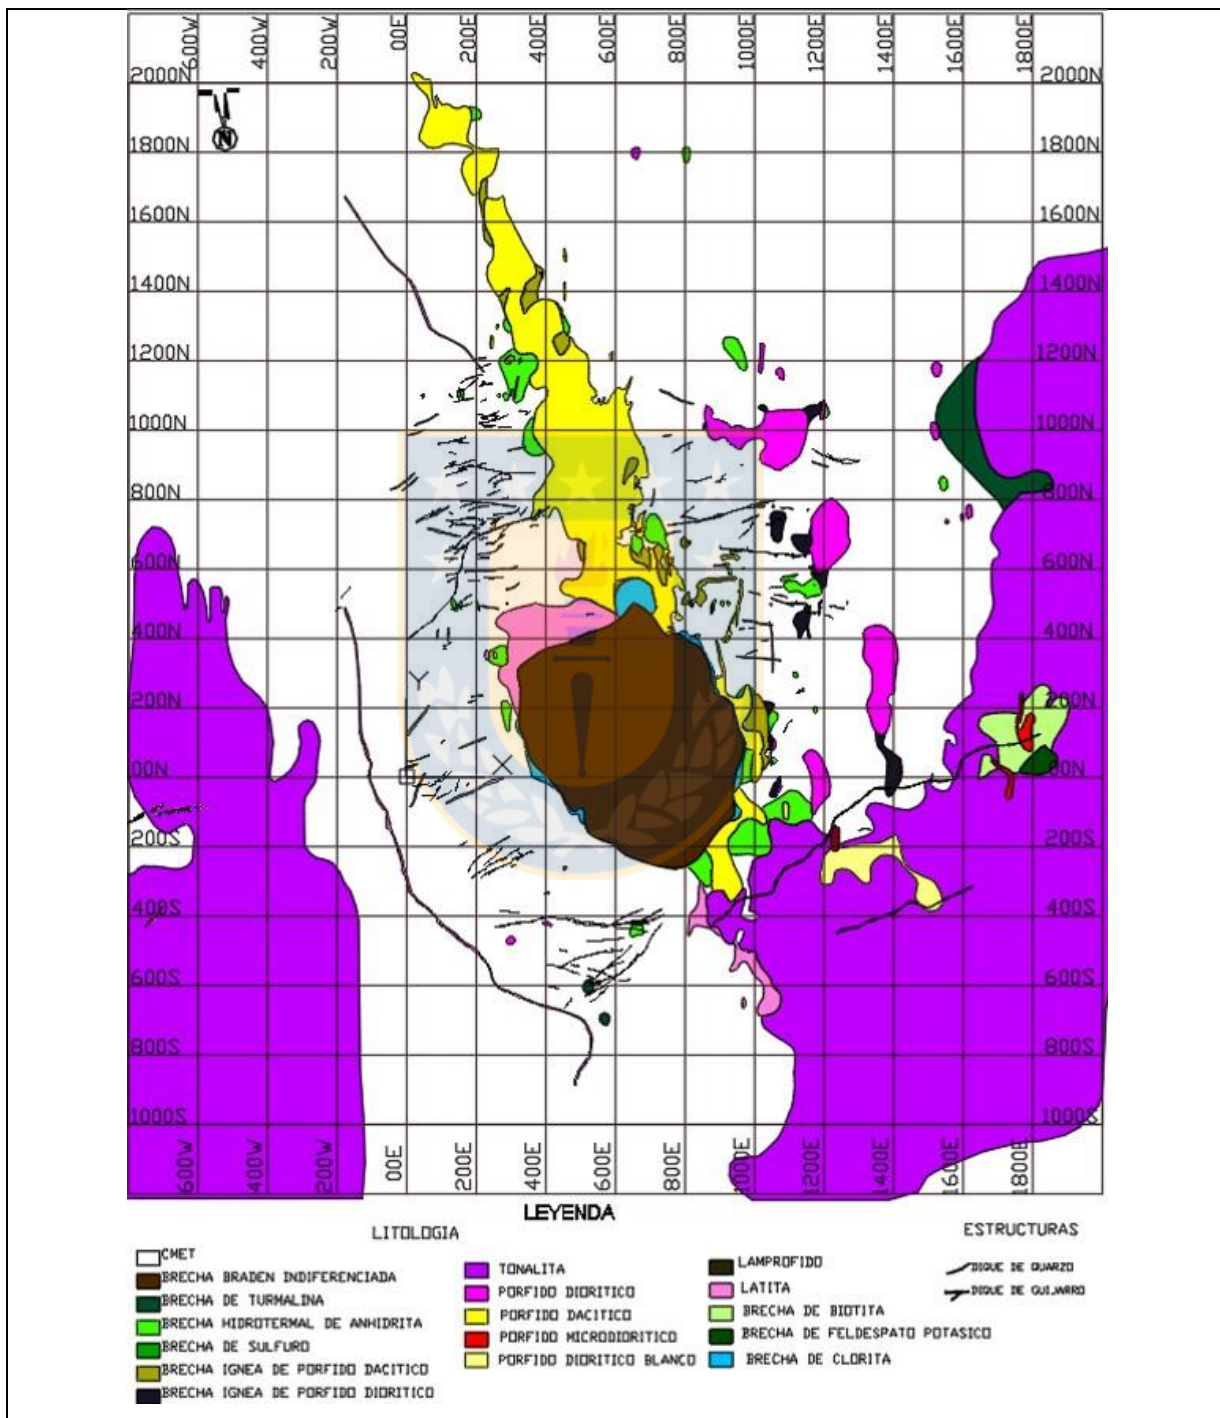 600W 400W 200W 00E 200E 400E 600E 800E 1000E 1200E 1400E 1600E 1800E
2000N 2000N
N
1800N 1800N
1600N 1600N
1400N 1400N
1200N 1200N
1000N 1000N
800N 800N
600N 600N
400N 400N
200N 200N
00N 00N
200S 200S
400S 400S
600S 600S
800S 800S
1000S 1000S
600W 400W 200W 00E 200E 400E 600E 800E 1000E 1200E 1400E 1600E 1800E
LEYENDA
LITOLOGIA
CMET
BRECHA BRADEN INDIFERENCIADA
BRECHA DE TURMALINA
BRECHA HIDROTERMAL DE ANHIDRITA
BRECHA DE SULFURO
BRECHA IGNEA DE PORFIDO DACITICO
BRECHA IGNEA DE PORFIDO DIORITICO
TONALITA
PORFIDO DIORITICO
PORFIDO DACITICO
PORFIDO MICRODIORITICO
PORFIDO DIORITICO BLANCO
LAMPROFIDO
LATITA
BRECHA DE BIOTITA
BRECHA DE FELDESPATO POTASICO
BRECHA DE CLORITA
ESTRUCTURAS
DIQUE DE QUARZO
DIQUE DE GUIJARRO